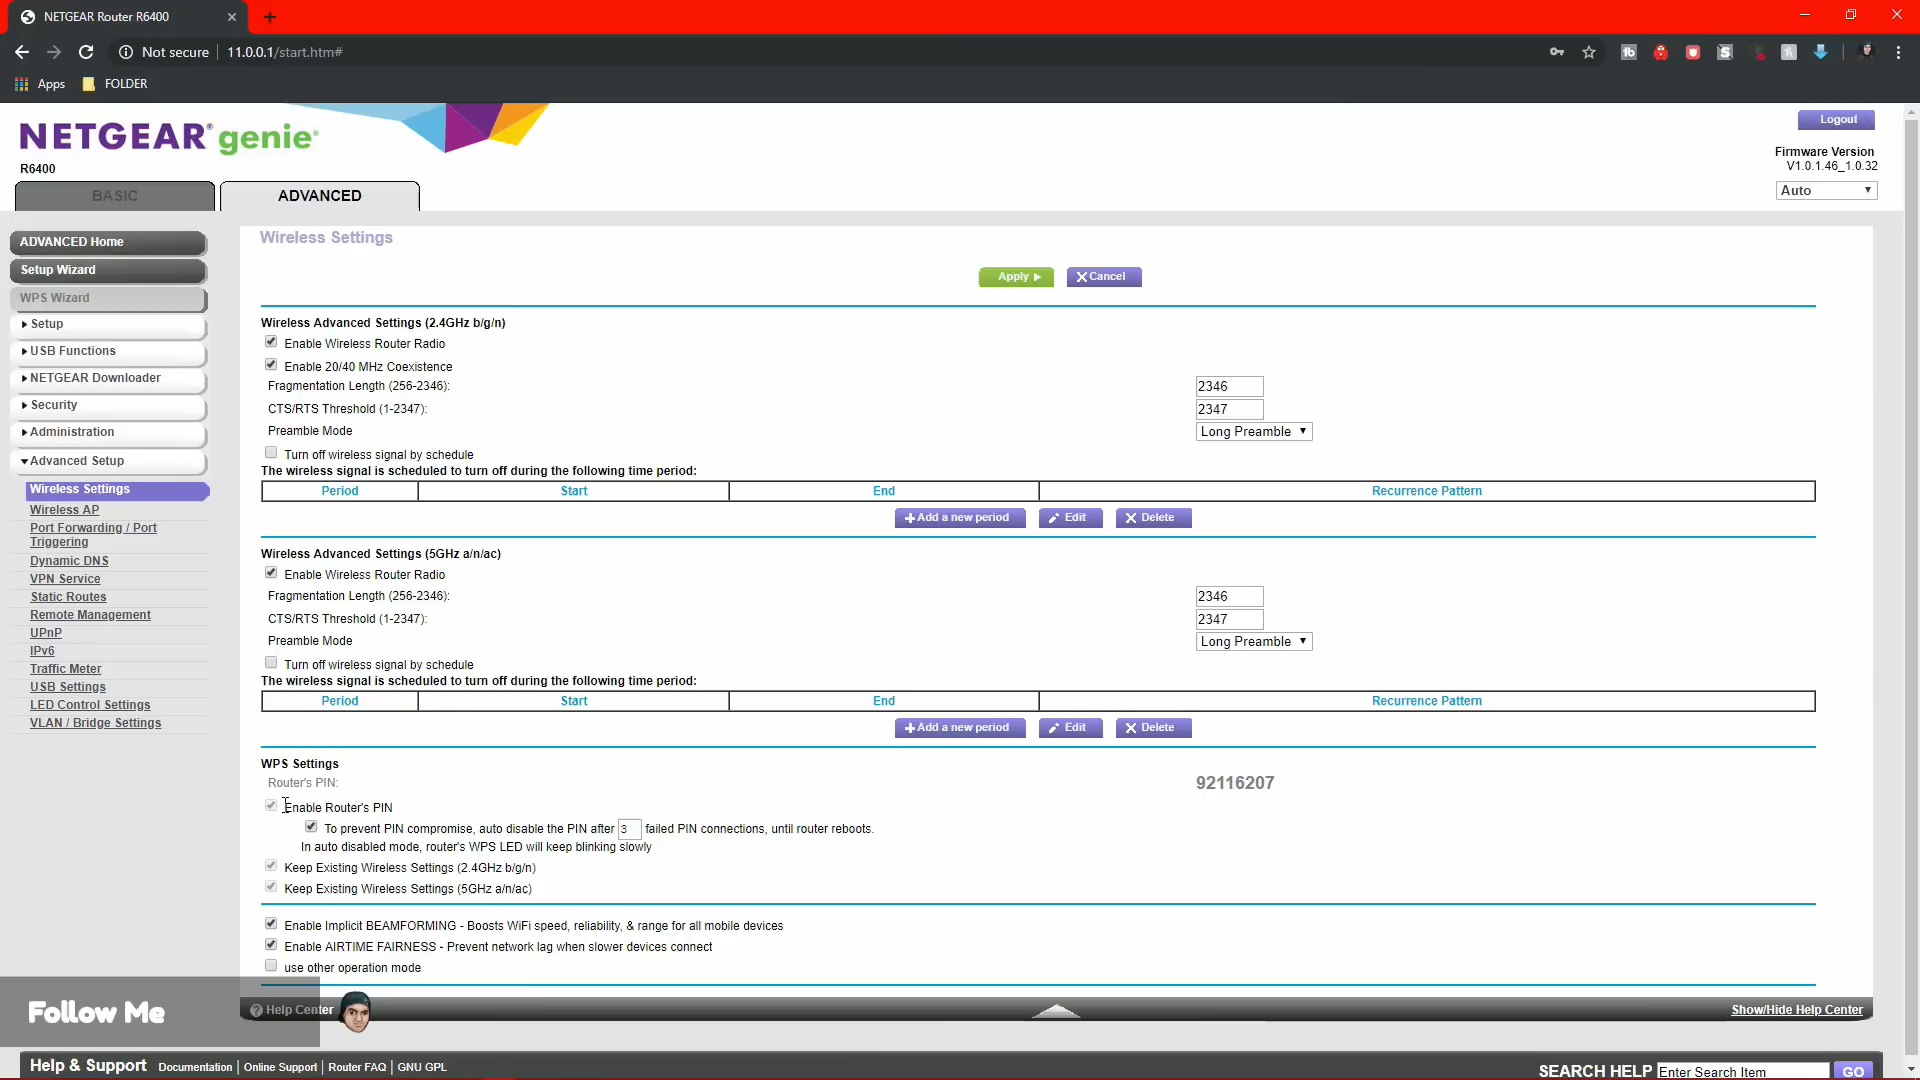 NETGEAR Router R6400
Not secure | 11.0.0.1/start.htm#
Apps FOLDER
NETGEAR® genie®
R6400
Logout
Firmware Version
V1.0.1.46_1.0.32
Auto
BASIC
ADVANCED
ADVANCED Home
Setup Wizard
WPS Wizard
Setup
USB Functions
NETGEAR Downloader
Security
Administration
Advanced Setup
Wireless Settings
Wireless AP
Port Forwarding / Port
Triggering
Dynamic DNS
VPN Service
Static Routes
Remote Management
UPnP
IPv6
Traffic Meter
USB Settings
LED Control Settings
VLAN / Bridge Settings
Wireless Settings
Apply
Cancel
Wireless Advanced Settings (2.4GHz b/g/n)
Enable Wireless Router Radio
Enable 20/40 MHz Coexistence
Fragmentation Length (256-2346): 2346
CTS/RTS Threshold (1-2347): 2347
Preamble Mode Long Preamble
Turn off wireless signal by schedule
The wireless signal is scheduled to turn off during the following time period:
Period Start End Recurrence Pattern
Add a new period Edit Delete
Wireless Advanced Settings (5GHz a/n/ac)
Enable Wireless Router Radio
Fragmentation Length (256-2346): 2346
CTS/RTS Threshold (1-2347): 2347
Preamble Mode Long Preamble
Turn off wireless signal by schedule
The wireless signal is scheduled to turn off during the following time period:
Period Start End Recurrence Pattern
Add a new period Edit Delete
WPS Settings
Router's PIN: 92116207
Enable Router's PIN
To prevent PIN compromise, auto disable the PIN after 3 failed PIN connections, until router reboots.
In auto disabled mode, router's WPS LED will keep blinking slowly
Keep Existing Wireless Settings (2.4GHz b/g/n)
Keep Existing Wireless Settings (5GHz a/n/ac)
Enable Implicit BEAMFORMING - Boosts WiFi speed, reliability, & range for all mobile devices
Enable AIRTIME FAIRNESS - Prevent network lag when slower devices connect
use other operation mode
Follow Me
Help Center
Show/Hide Help Center
Help & Support Documentation | Online Support | Router FAQ | GNU GPL
SEARCH HELP Enter Search Item GO